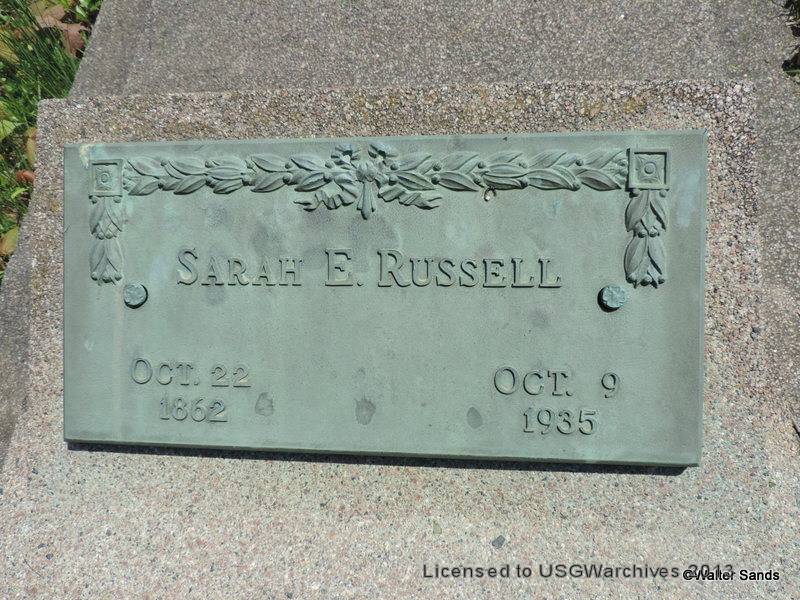 SARAH E. RUSSELL
OCT. 22
1862
OCT. 9
1935
Licensed to USGWarchives 2013
©Walter Sands